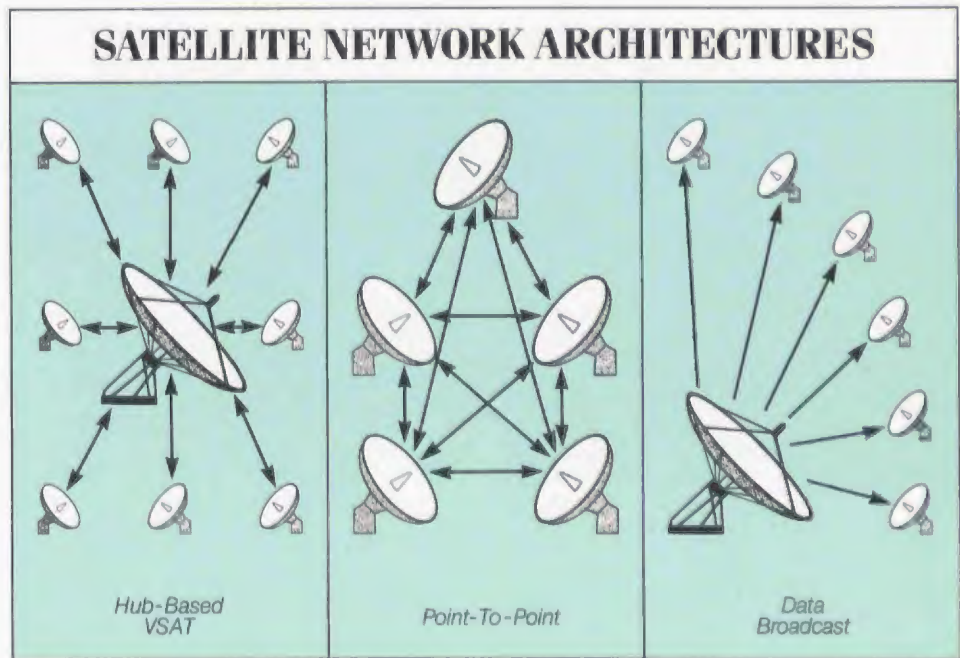 SATELLITE NETWORK ARCHITECTURES
Hub-Based
VSAT
Point-To-Point
Data
Broadcast